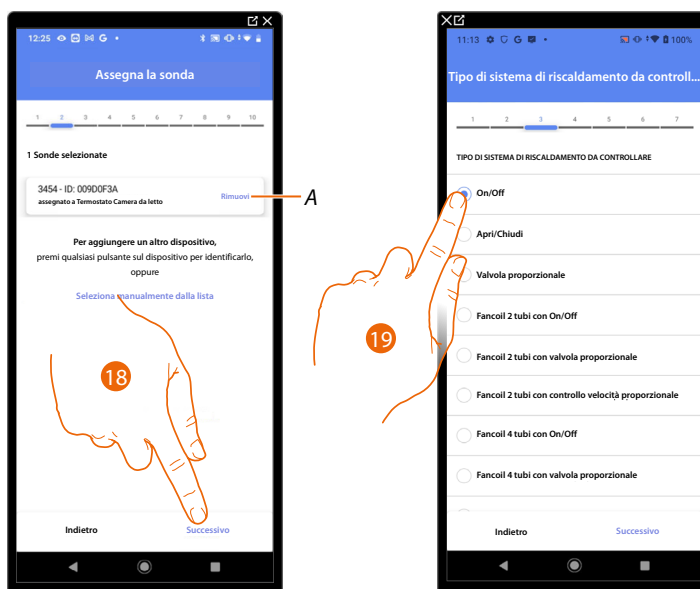 12:25 G
Assegna la sonda
1 2 3 4 5 6 7 8 9 10
1 Sonde selezionate
3454 - ID: 009D0F3A
assegnato a Termostato Camera da letto
Rimuovi
A
Per aggiungere un altro dispositivo,
premi qualsiasi pulsante sul dispositivo per identificarlo,
oppure
Seleziona manualmente dalla lista
18
Indietro Successivo
11:13 G G 100%
Tipo di sistema di riscaldamento da controll...
1 2 3 4 5 6 7
TIPO DI SISTEMA DI RISCALDAMENTO DA CONTROLLARE
On/Off
Apri/Chiudi
Valvola proporzionale
Fancoil 2 tubi con On/Off
19
Fancoil 2 tubi con valvola proporzionale
Fancoil 2 tubi con controllo velocità proporzionale
Fancoil 4 tubi con On/Off
Fancoil 4 tubi con valvola proporzionale
Indietro Successivo